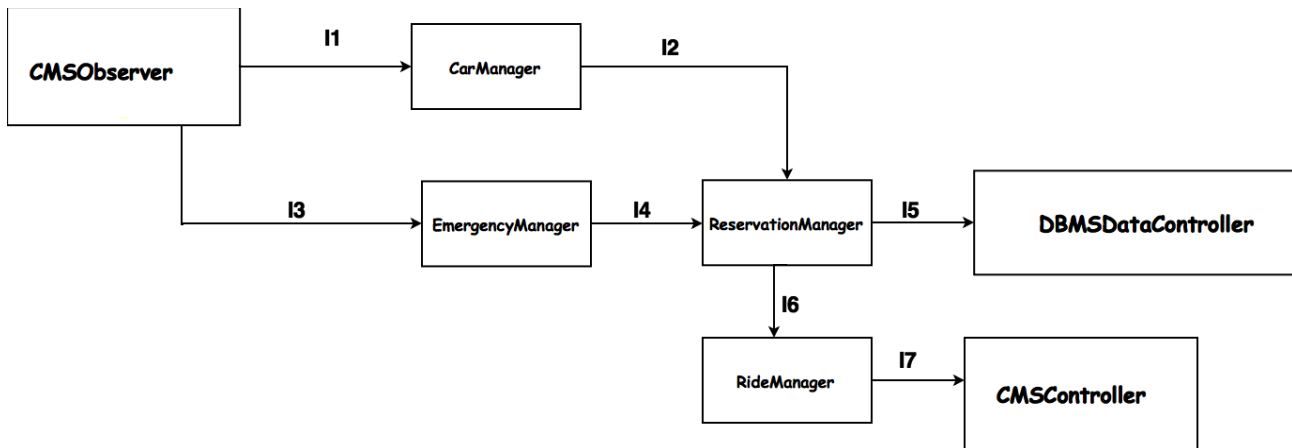 I1
I2
CMSObserver
CarManager
I3
EmergencyManager
I4
ReservationManager
I5
DBMSDataController
I6
RideManager
I7
CMSController